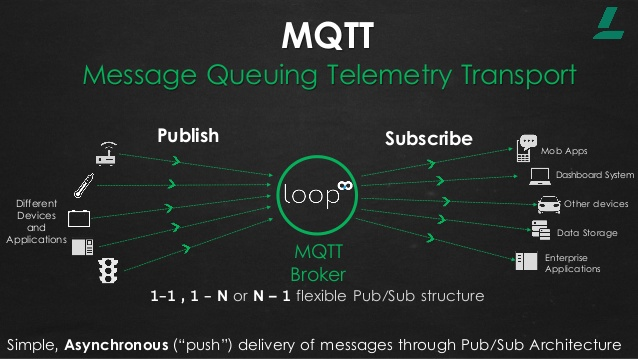 MQTT
Message Queuing Telemetry Transport
Publish
Subscribe
Different
Devices
and
Applications
loop
MQTT
Broker
Mob Apps
Dashboard System
Other devices
Data Storage
Enterprise
Applications
1-1 , 1 - N or N – 1 flexible Pub/Sub structure
Simple, Asynchronous (“push”) delivery of messages through Pub/Sub Architecture